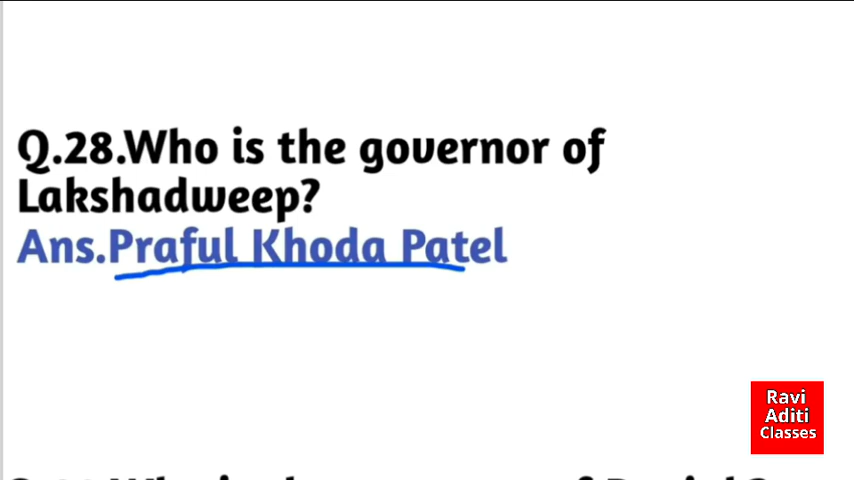 Q.28.Who is the governor of
Lakshadweep?
Ans.Praful Khoda Patel
Ravi
Aditi
Classes